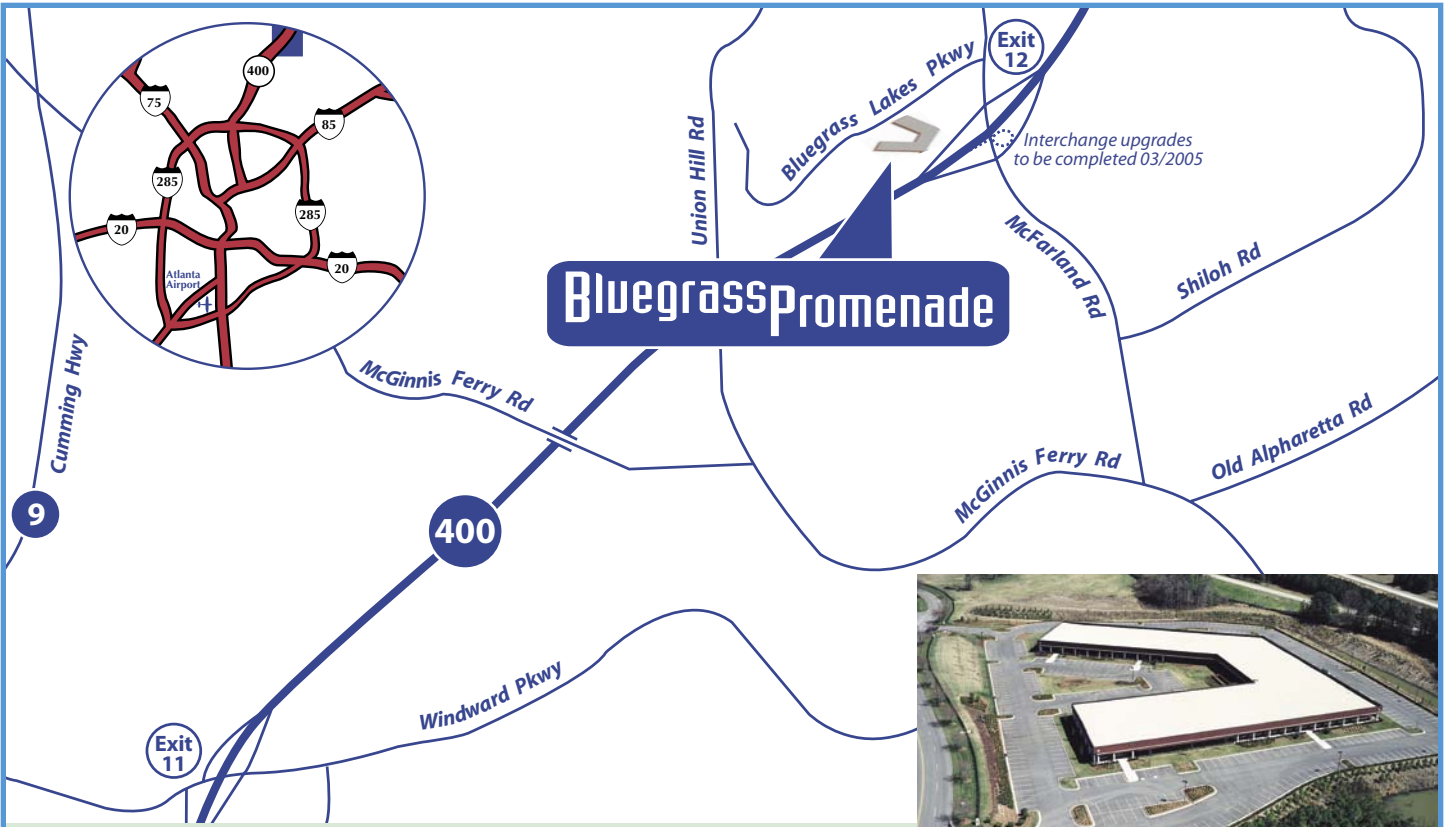 400
75
85
285
285
20
20
Atlanta
Airport
Cumming Hwy
9
McGinnis Ferry Rd
400
Exit
11
Windward Pkwy
Union Hill Rd
Bluegrass Lakes Pkwy
Exit
12
Interchange upgrades
to be completed 03/2005
BluegrassPromenade
McFarland Rd
Shiloh Rd
McGinnis Ferry Rd
Old Alpharetta Rd